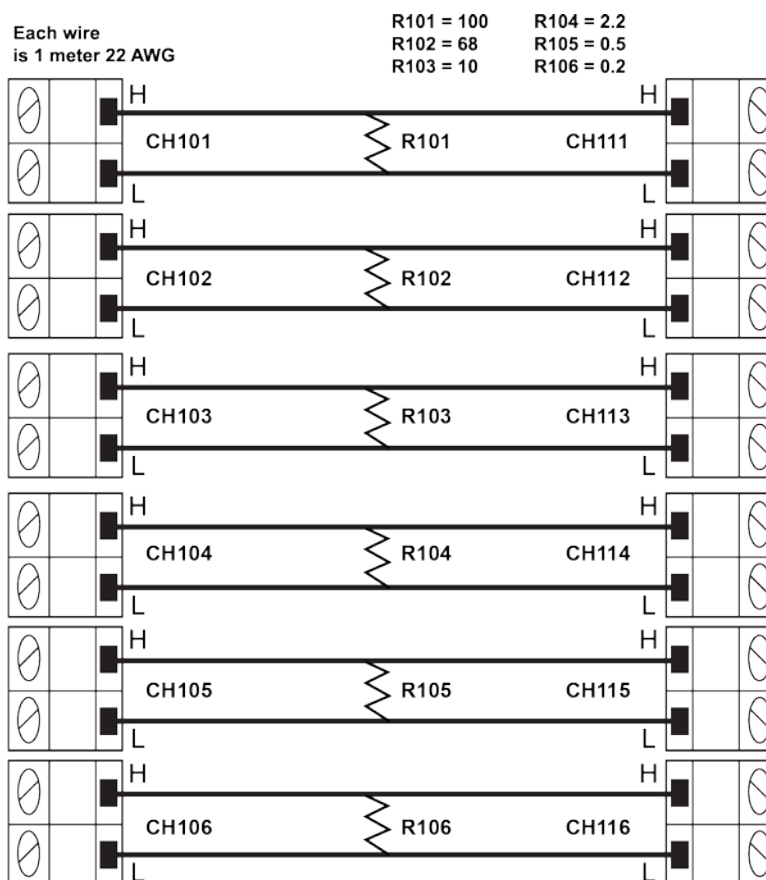 Each wire
is 1 meter 22 AWG
R101 = 100 R104 = 2.2
R102 = 68 R105 = 0.5
R103 = 10 R106 = 0.2
H H
CH101 R101 CH111
L L
H H
CH102 R102 CH112
L L
H H
CH103 R103 CH113
L L
H H
CH104 R104 CH114
L L
H H
CH105 R105 CH115
L L
H H
CH106 R106 CH116
L L